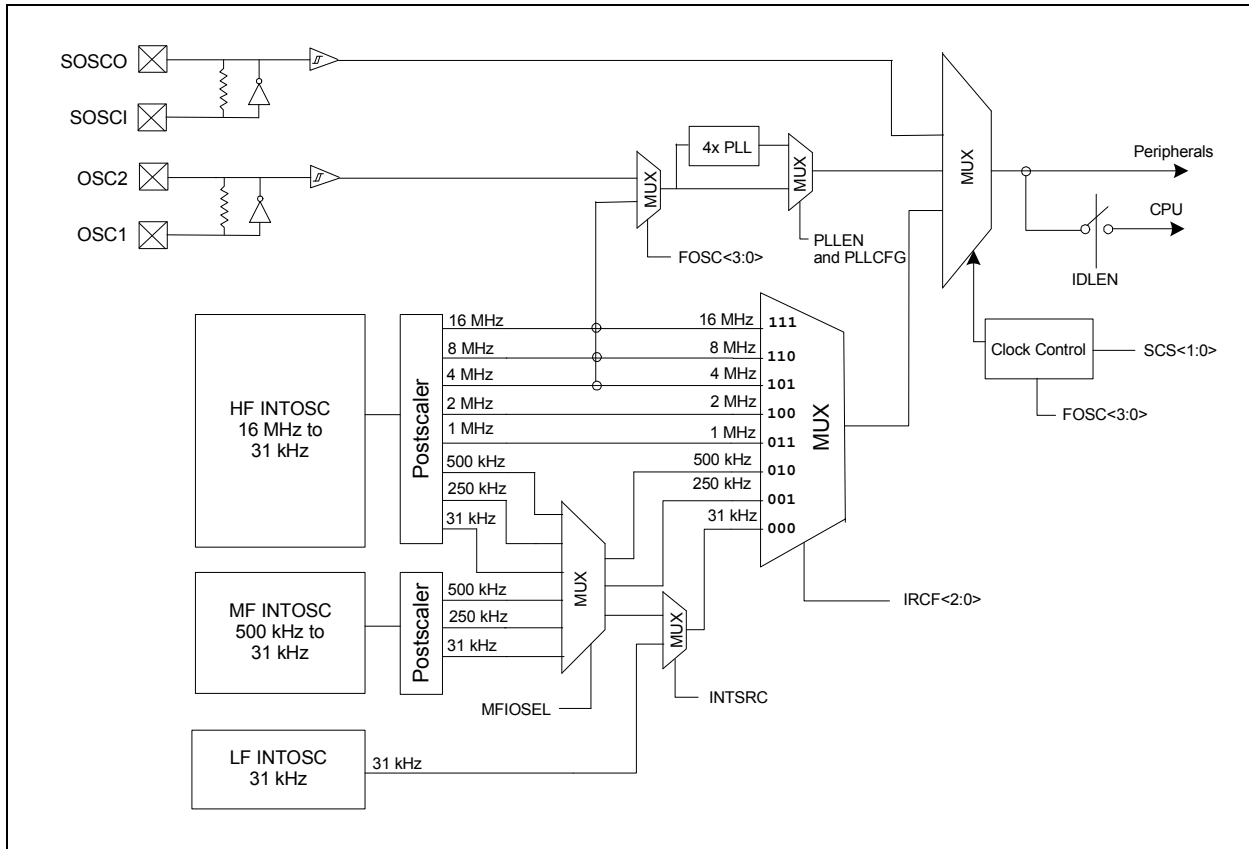 SOSCO
SOSCI
OSC2
OSC1
4x PLL
MUX
MUX
MUX
Peripherals
CPU
IDLEN
FOSC<3:0>
PLLEN
and PLLCFG
Clock Control
SCS<1:0>
FOSC<3:0>
HF INTOSC
16 MHz to
31 kHz
Postscaler
16 MHz
8 MHz
4 MHz
2 MHz
1 MHz
500 kHz
250 kHz
31 kHz
16 MHz
8 MHz
4 MHz
2 MHz
1 MHz
500 kHz
250 kHz
31 kHz
111
110
101
100
011
010
001
000
MUX
IRCF<2:0>
MF INTOSC
500 kHz to
31 kHz
Postscaler
500 kHz
250 kHz
31 kHz
MUX
MFIOSEL
MUX
INTSRC
LF INTOSC
31 kHz
31 kHz